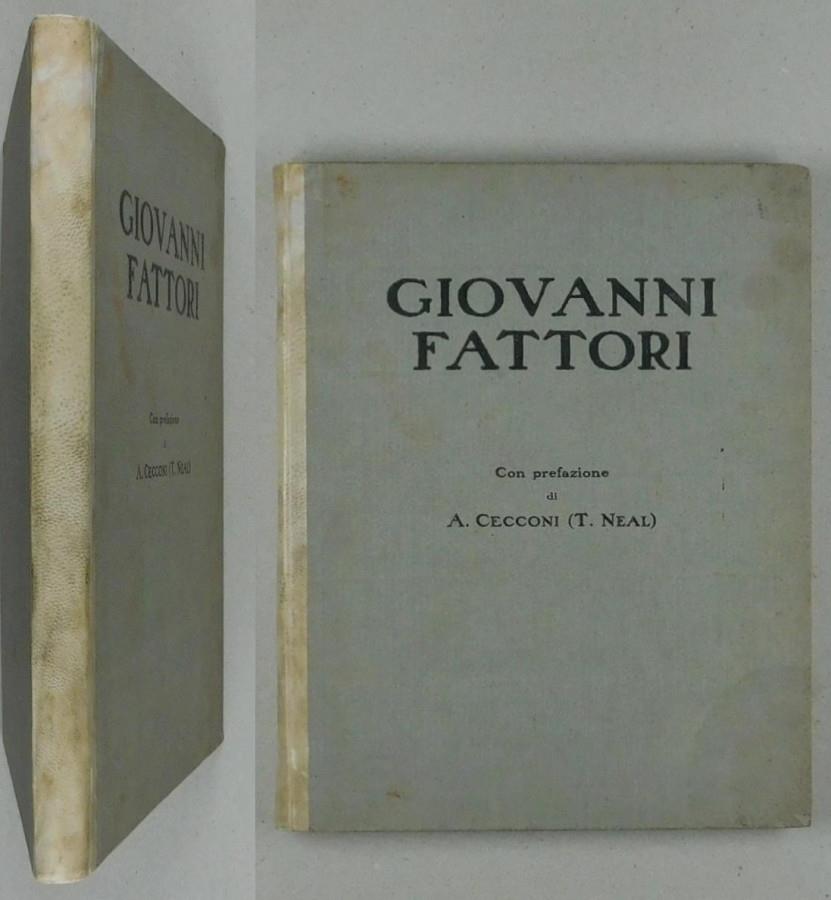 GIOVANNI
FATTORI
Con prefazione
di
A. CECCONI (T. NEAL)
GIOVANNI
FATTORI
Con prefazione
di
A. CECCONI (T. NEAL)